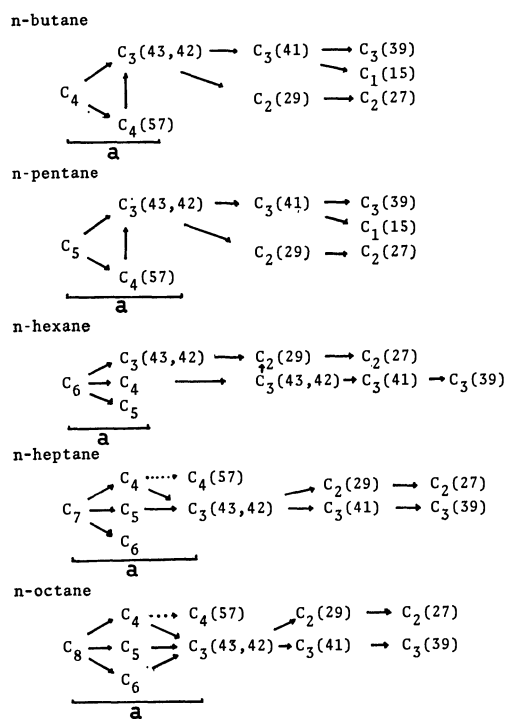 n-butane
C3(43,42) → C3(41) → C3(39)
C1(15)
C4
C2(29) → C2(27)
C4(57)
a
n-pentane
C3(43,42) → C3(41) → C3(39)
C1(15)
C5
C2(29) → C2(27)
C4(57)
a
n-hexane
C3(43,42) → C2(29) → C2(27)
C6 → C4 → C3(43,42) → C3(41) → C3(39)
C5
a
n-heptane
C4 ⋯→ C4(57) C2(29) → C2(27)
C7 → C5 → C3(43,42) → C3(41) → C3(39)
C6
a
n-octane
C4 ⋯→ C4(57) C2(29) → C2(27)
C8 → C5 → C3(43,42) → C3(41) → C3(39)
C6
a